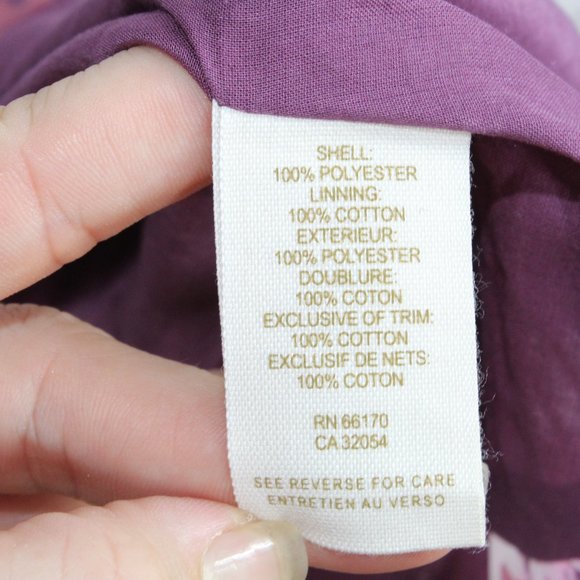 SHELL:
100% POLYESTER
LINNING:
100% COTTON
EXTERIEUR:
100% POLYESTER
DOUBLURE:
100% COTON
EXCLUSIVE OF TRIM:
100% COTTON
EXCLUSIF DE NETS:
100% COTON
RN 66170
CA 32054
SEE REVERSE FOR CARE
ENTRETIEN AU VERSO